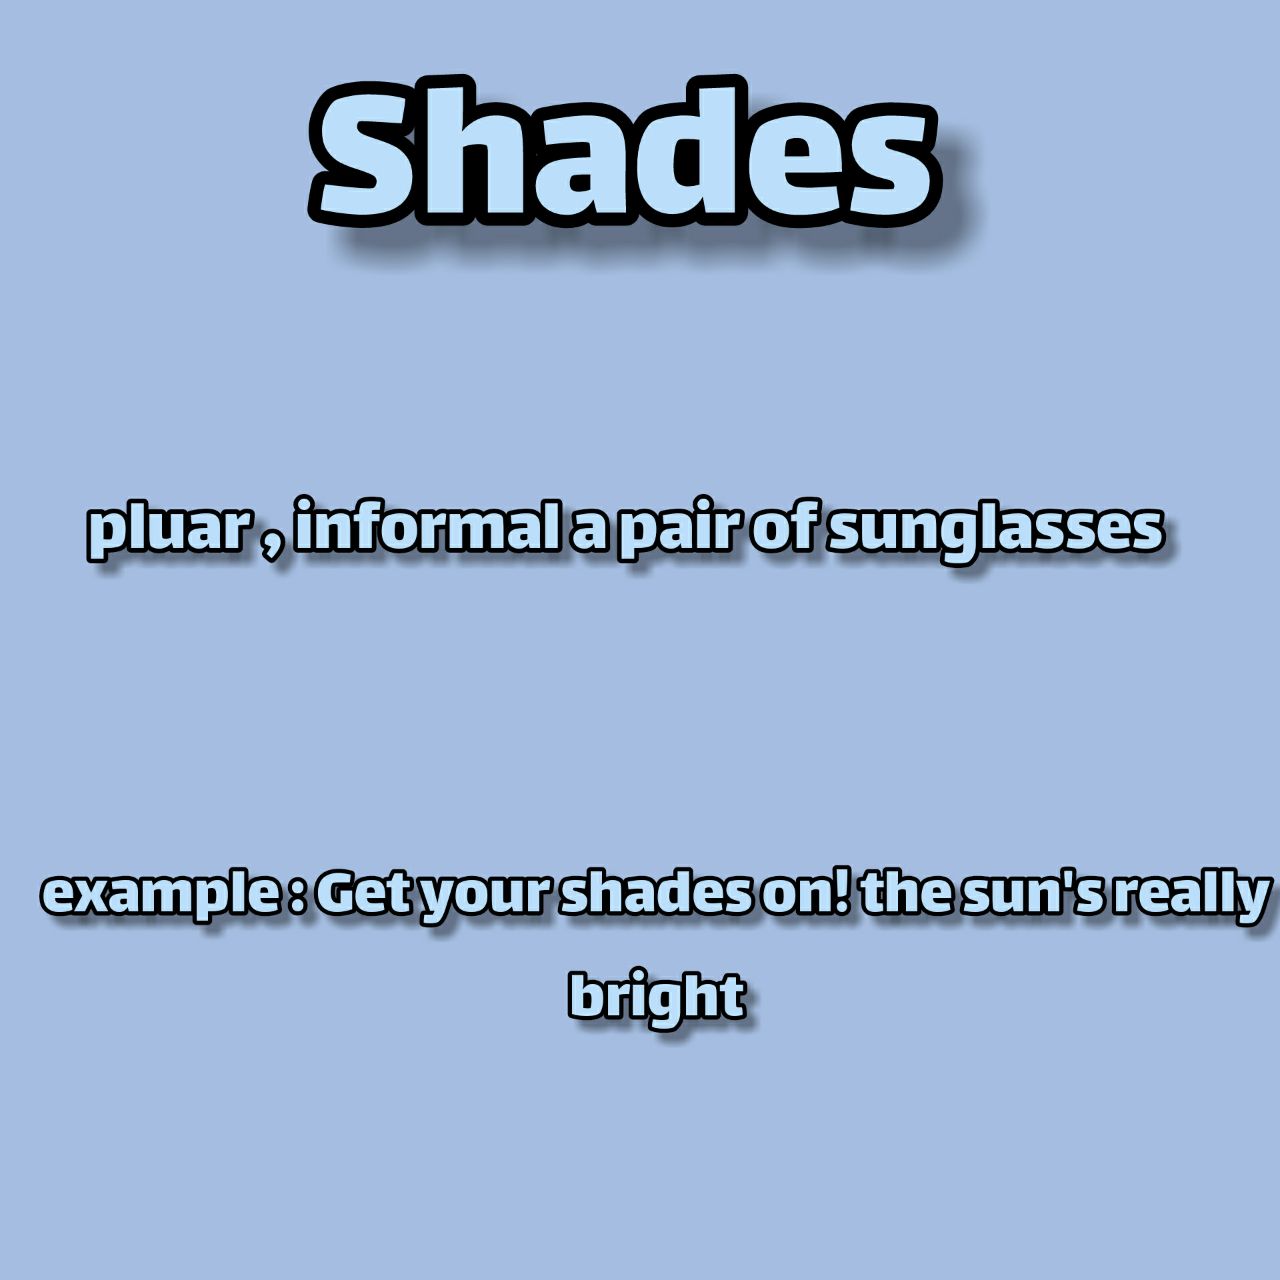 Shades
pluar , informal a pair of sunglasses
example : Get your shades on! the sun's really
bright